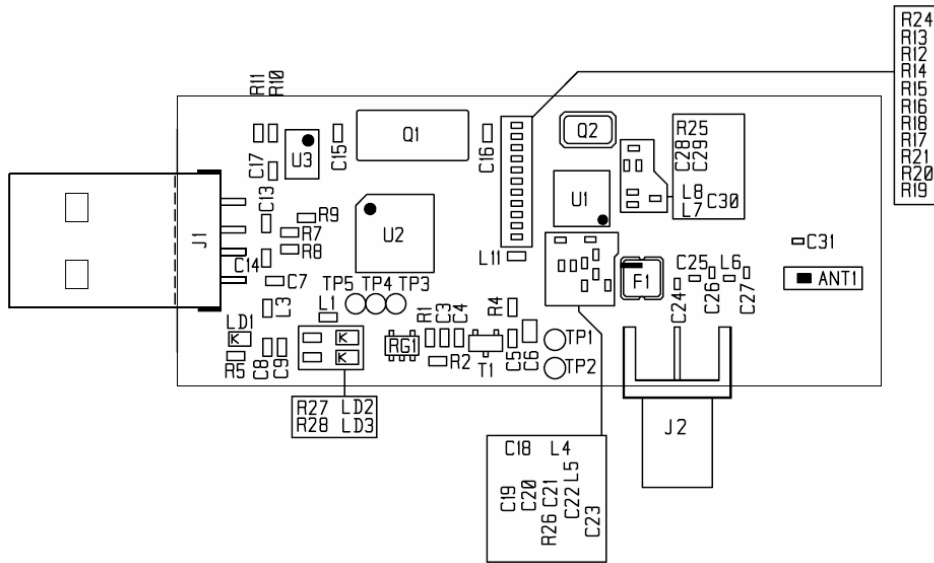 R24
R13
R12
R14
R15
R16
R18
R17
R21
R20
R19
R11
R10
C17
U3
C15
Q1
C16
Q2
R25
C28
C29
L8
L7
C30
U1
J1
C13
R9
R7
R8
C14
C7
U2
L11
C31
ANT1
F1
C24
C25
C26
L6
C27
TP5 TP4 TP3
L3
L1
LD1
R5
C8
C9
K
K
K
RG1
R1
C3
C4
R2
T1
R4
C5
C6
TP1
TP2
R27 LD2
R28 LD3
J2
C18 L4
L5
C19
C20
C21
C22
R26
C23